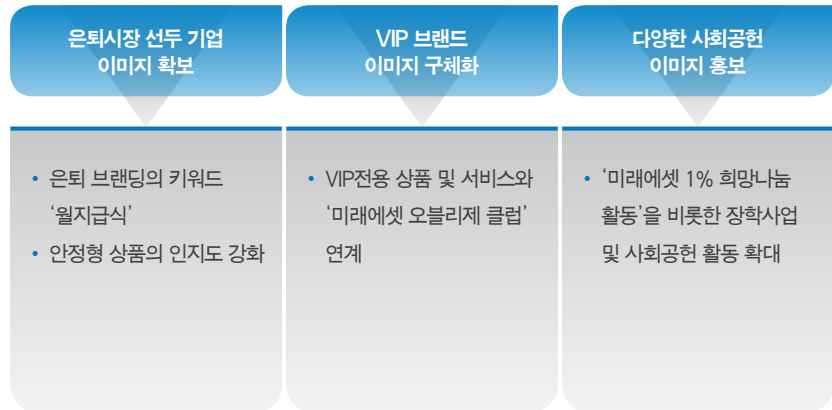 은퇴시장 선두 기업
이미지 확보
• 은퇴 브랜딩의 키워드
‘월지급식’
• 안정형 상품의 인지도 강화
VIP 브랜드
이미지 구체화
• VIP전용 상품 및 서비스와
‘미래에셋 오블리제 클럽’
연계
다양한 사회공헌
이미지 홍보
• ‘미래에셋 1% 희망나눔
활동’을 비롯한 장학사업
및 사회공헌 활동 확대